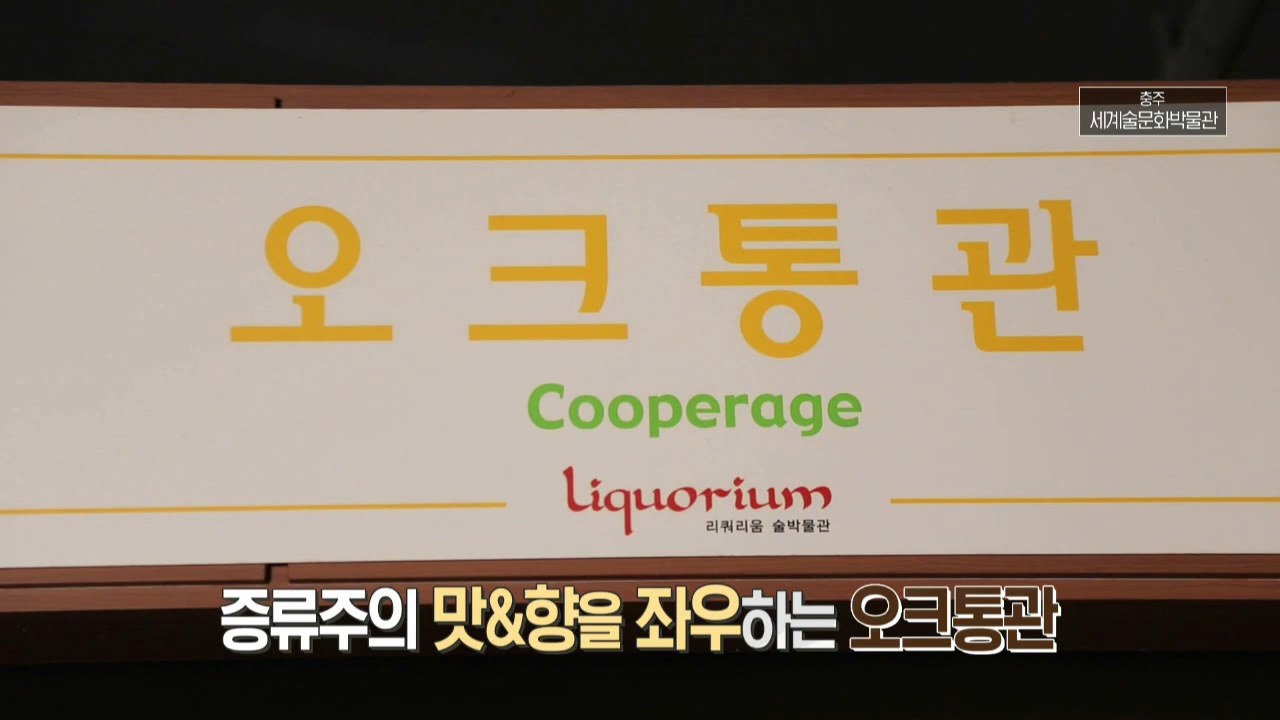 충주
세계술문화박물관
오크통관
Cooperage
liquorium
리쿼리움 술박물관
증류주의 맛&향을 좌우하는 오크통관